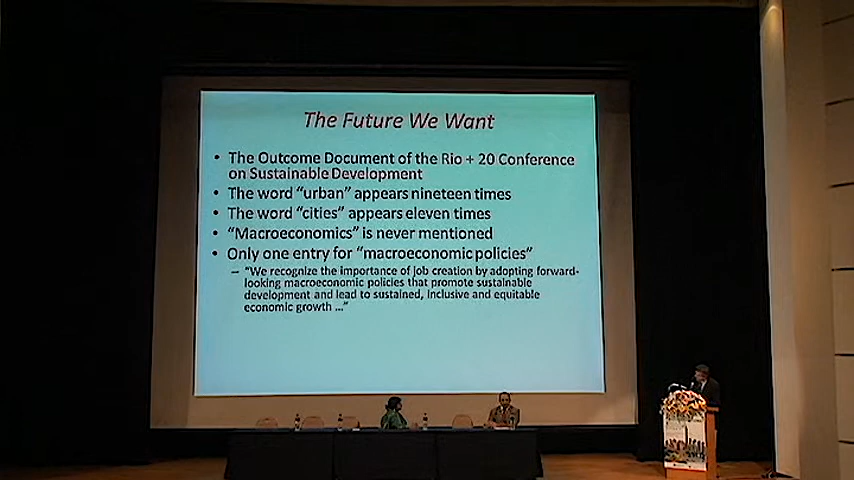 The Future We Want
• The Outcome Document of the Rio + 20 Conference
on Sustainable Development
• The word “urban” appears nineteen times
• The word “cities” appears eleven times
• “Macroeconomics” is never mentioned
• Only one entry for “macroeconomic policies”
– “We recognize the importance of job creation by adopting forward-
looking macroeconomic policies that promote sustainable
development and lead to sustained, inclusive and equitable
economic growth ...”